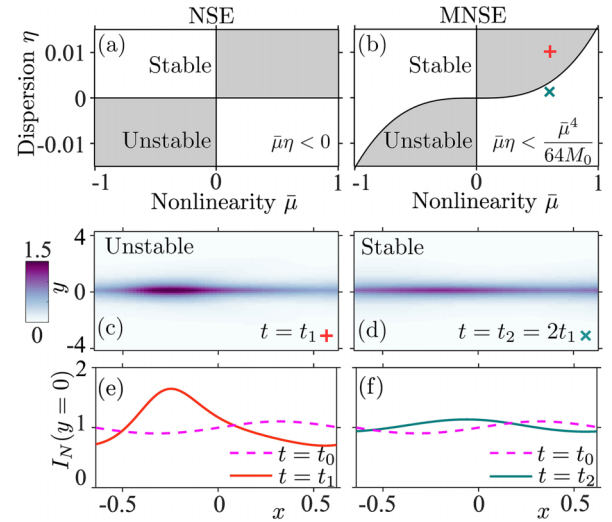 NSE
MNSE
Dispersion η
0.01
0
-0.01
(a)
Stable
Unstable
μ̄η < 0
(b)
Stable
Unstable
μ̄η < μ̄⁴/64M₀
-1
0
1
-1
0
1
Nonlinearity μ̄
Nonlinearity μ̄
1.5
0
y
4
0
-4
Unstable
(c)
t = t₁
Stable
(d)
t = t₂ = 2t₁
I_N(y = 0)
2
1
0
(e)
t = t₀
t = t₁
(f)
t = t₀
t = t₂
-0.5
0
0.5
-0.5
0
0.5
x
x